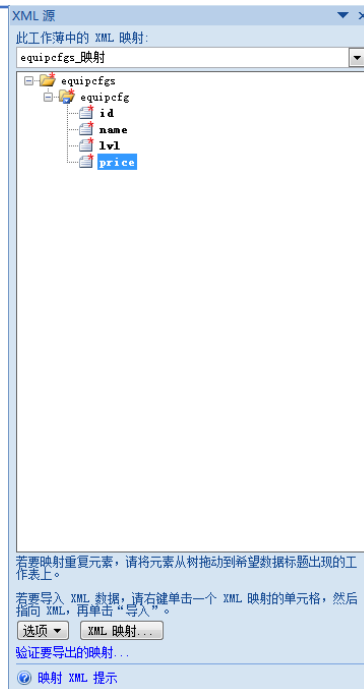 XML 源
此工作薄中的 XML 映射:
equipcfgs_映射
equipcfgs
equipcfg
id
name
lvl
price
若要映射重复元素，请将元素从树拖动到希望数据标题出现的工
作表上。
若要导入 XML 数据，请右键单击一个 XML 映射的单元格，然后
指向 XML，再单击“导入”。
选项 XML 映射...
验证要导出的映射...
映射 XML 提示